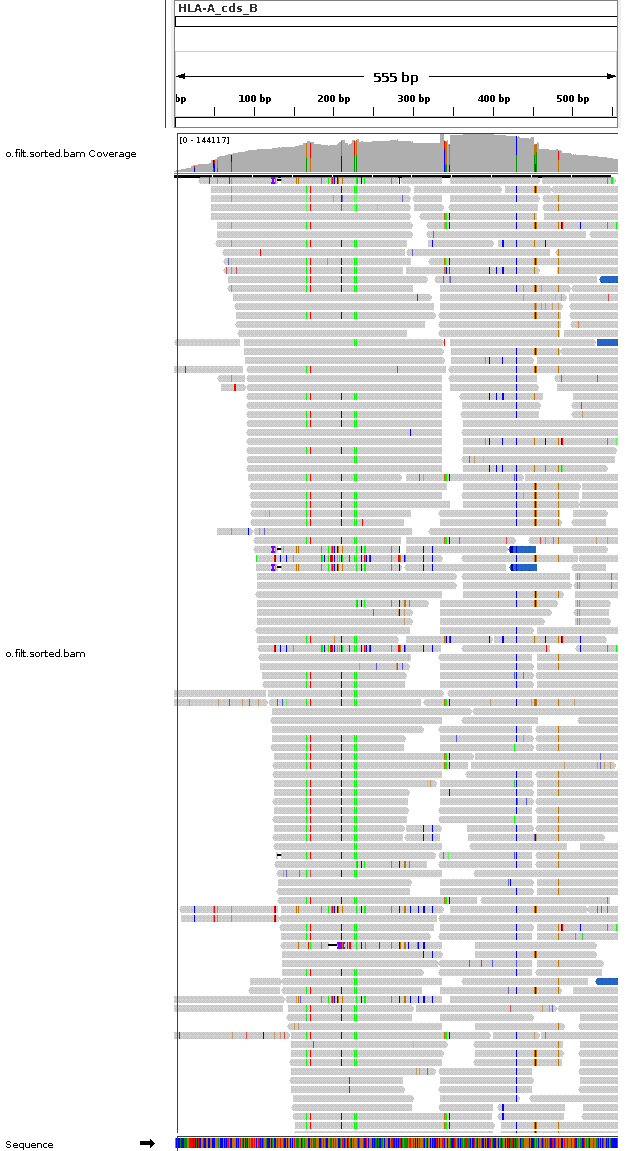 HLA-A_cds_B
555 bp
bp 100 bp 200 bp 300 bp 400 bp 500 bp
[0 - 144117]
o.filt.sorted.bam Coverage
o.filt.sorted.bam
Sequence